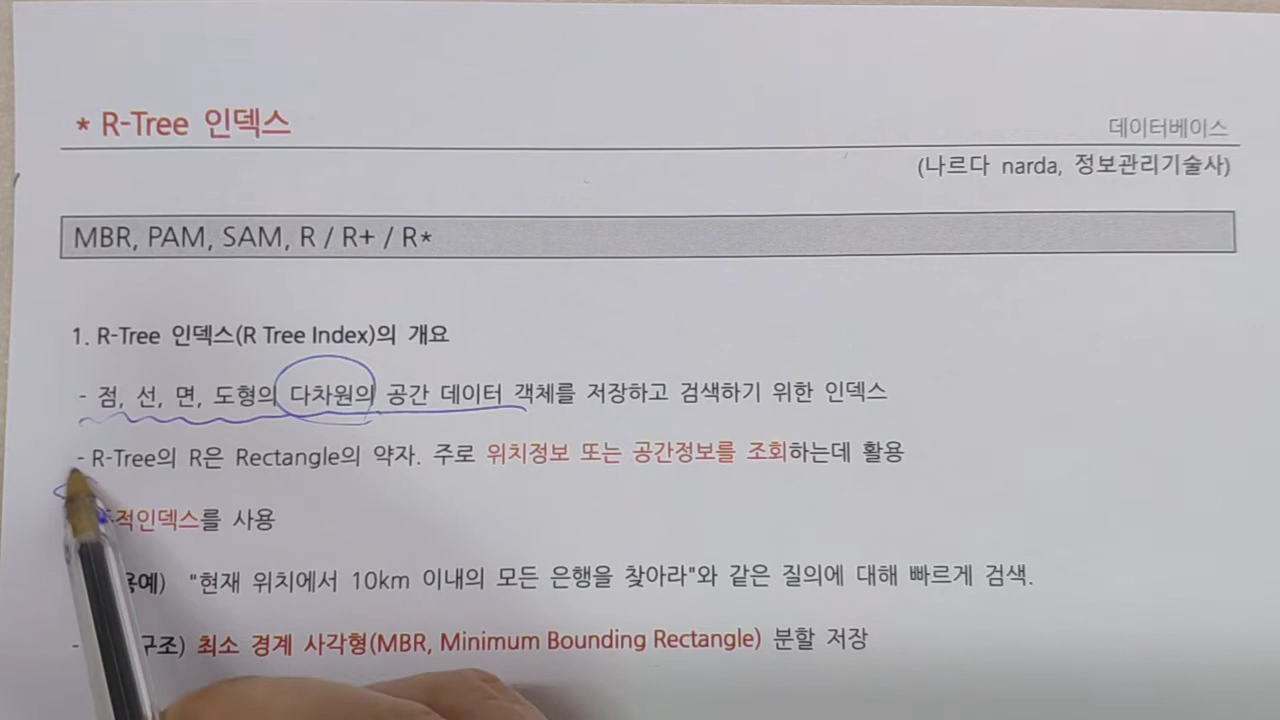 * R-Tree 인덱스
데이터베이스
(나르다 narda, 정보관리기술사)
MBR, PAM, SAM, R / R+ / R*
1. R-Tree 인덱스(R Tree Index)의 개요
- 점, 선, 면, 도형의 다차원의 공간 데이터 객체를 저장하고 검색하기 위한 인덱스
- R-Tree의 R은 Rectangle의 약자. 주로 위치정보 또는 공간정보를 조회하는데 활용
적인덱스를 사용
용예) "현재 위치에서 10km 이내의 모든 은행을 찾아라"와 같은 질의에 대해 빠르게 검색.
- 구조) 최소 경계 사각형(MBR, Minimum Bounding Rectangle) 분할 저장